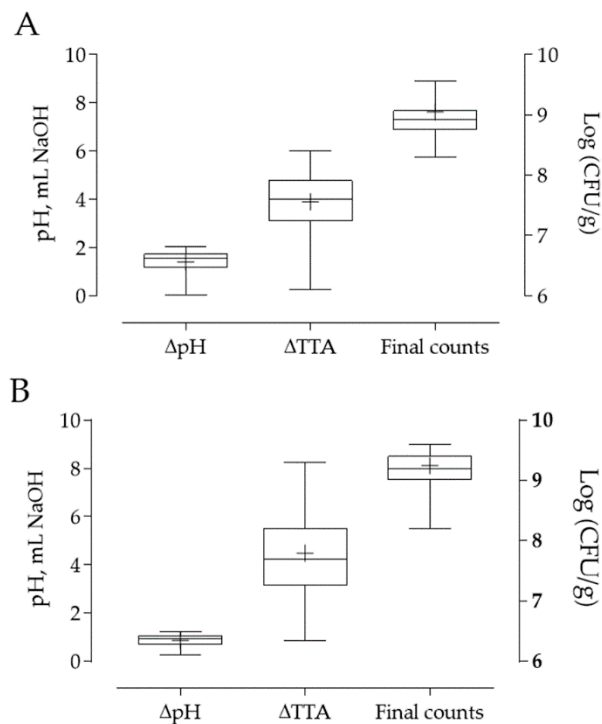 A
pH, mL NaOH
10
8
6
4
2
0
10
9
8
7
6
Log (CFU/g)
ΔpH ΔTTA Final counts
B
pH, mL NaOH
10
8
6
4
2
0
10
9
8
7
6
Log (CFU/g)
ΔpH ΔTTA Final counts